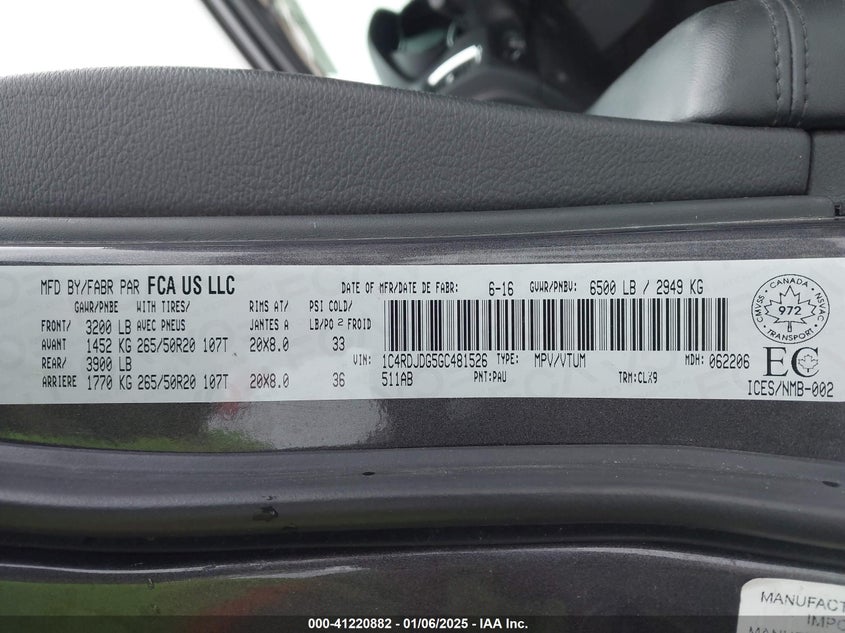 MFD BY/FABR PAR FCA US LLC
DATE OF MFR/DATE DE FABR: 6-16 GVWR/PNBV: 6500 LB / 2949 KG
GAWR/PNBE WITH TIRES/ RIMS AT/ PSI COLD/
FRONT/ 3200 LB AVEC PNEUS JANTES A LB/PO 2 FROID
AVANT 1452 KG 265/50R20 107T 20X8.0 33
REAR/ 3900 LB
ARRIERE 1770 KG 265/50R20 107T 20X8.0 36
VIN: 1C4RDJDG5GC481526 TYPE: MPV/VTUM MDH: 062206
511AB PNT:PAU TRM:CLX9
CANADA
CMVSS 972 NSVAC
TRANSPORT
EC
ICES/NMB-002
MANUFACT
IMPO
000-41220882 - 01/06/2025 - IAA Inc.